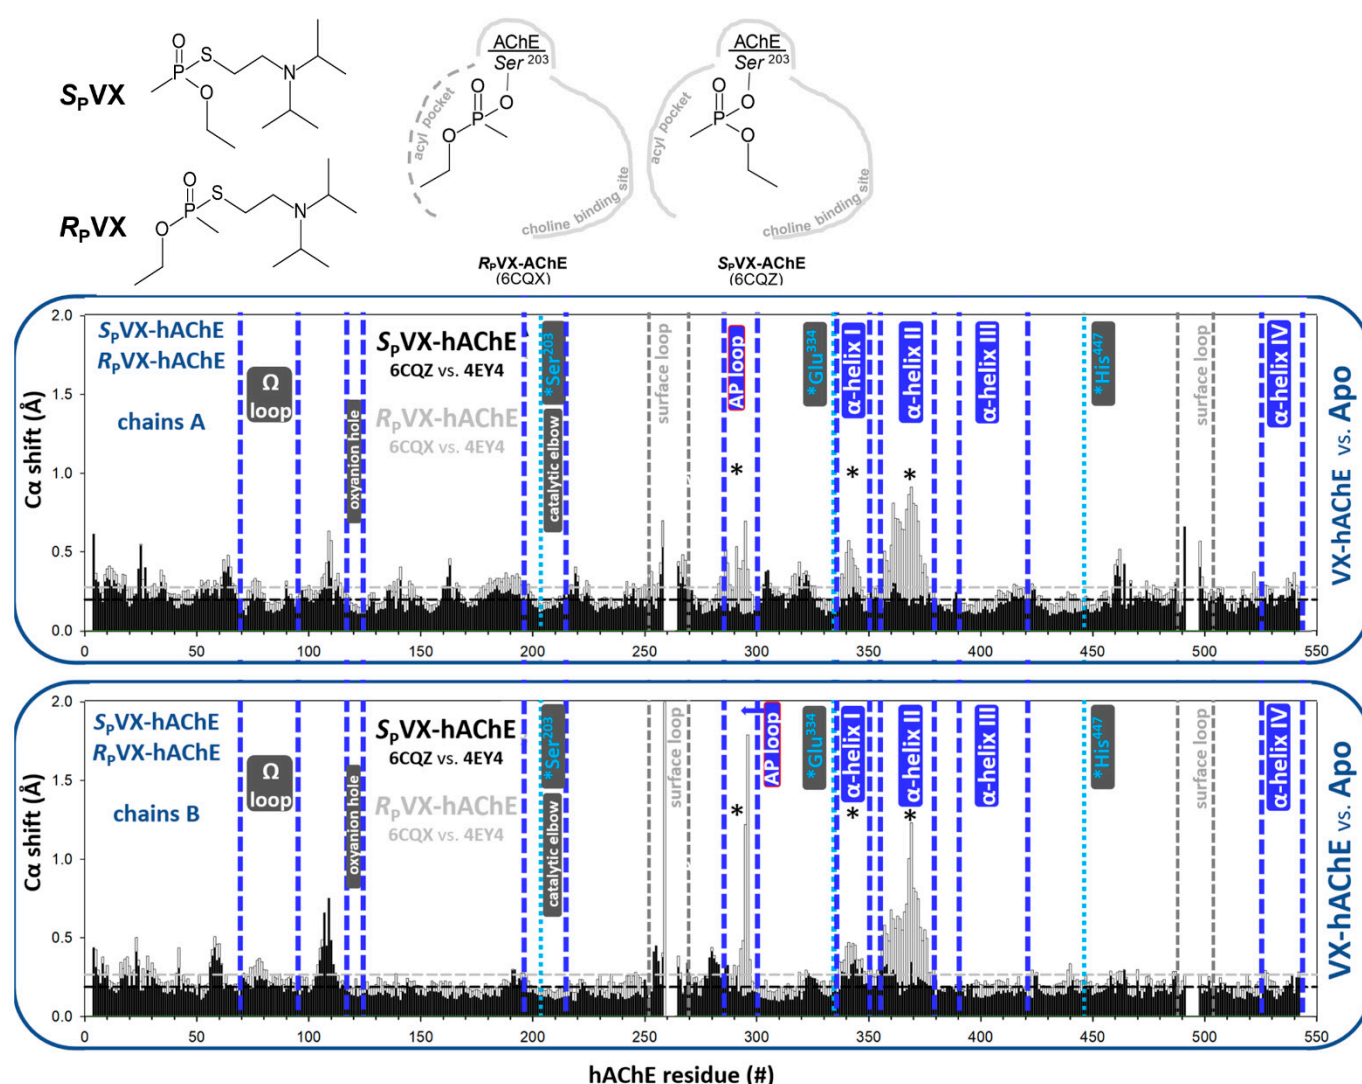 SPVX
O
P
S
N
O
RPVX
O
P
S
N
O
AChE
Ser 203
O
P
O
O
acyl pocket
choline binding site
RPVX-AChE
(6CQX)
AChE
Ser 203
O
P
O
O
acyl pocket
choline binding site
SPVX-AChE
(6CQZ)
Cα shift (Å)
2.0
1.5
1.0
0.5
0.0
SPVX-hAChE
RPVX-hAChE
chains A
Ω
loop
oxyanion hole
SPVX-hAChE
6CQZ vs. 4EY4
RPVX-hAChE
6CQX vs. 4EY4
*Ser203
catalytic elbow
surface loop
AP loop
*
*Glu334
α-helix I
*
α-helix II
*
α-helix III
*His447
surface loop
α-helix IV
VX-hAChE vs. Apo
0 50 100 150 200 250 300 350 400 450 500 550
Cα shift (Å)
2.0
1.5
1.0
0.5
0.0
SPVX-hAChE
RPVX-hAChE
chains B
Ω
loop
oxyanion hole
SPVX-hAChE
6CQZ vs. 4EY4
RPVX-hAChE
6CQX vs. 4EY4
*Ser203
catalytic elbow
surface loop
*
AP loop
*Glu334
α-helix I
*
α-helix II
*
α-helix III
*His447
surface loop
α-helix IV
VX-hAChE vs. Apo
0 50 100 150 200 250 300 350 400 450 500 550
hAChE residue (#)